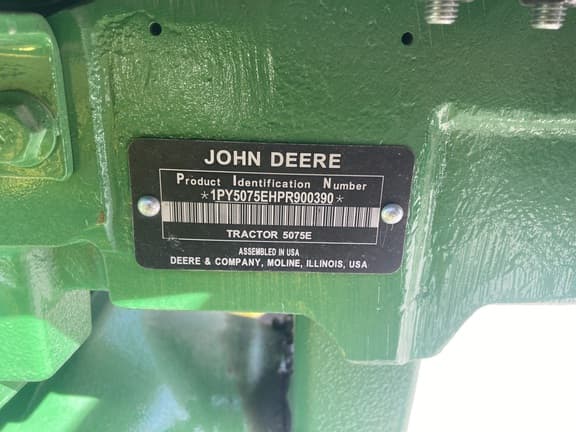 JOHN DEERE
Product Identification Number
*1PY5075EHPR900390*
TRACTOR 5075E
ASSEMBLED IN USA
DEERE & COMPANY, MOLINE, ILLINOIS, USA